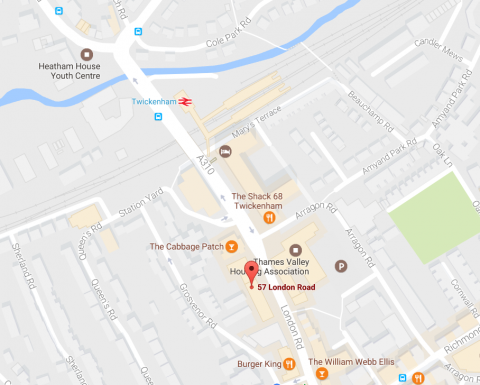 Cole Park Rd
Candler Mews
Heatham House
Youth Centre
Twickenham
Mary's Terrace
Beauchamp Rd
Amyand Park Rd
Amyand Park Rd
Oak Ln
A310
The Shack 68
Twickenham
Station Yard
Arragon Rd
Arragon Rd
Queen's Rd
Queen's Rd
Sherland Rd
Sherland Rd
The Cabbage Patch
Thames Valley
Housing Association
P
57 London Road
Grosvenor Rd
London Rd
Cornwall Rd
Richmond
Burger King
The William Webb Ellis
Arragon